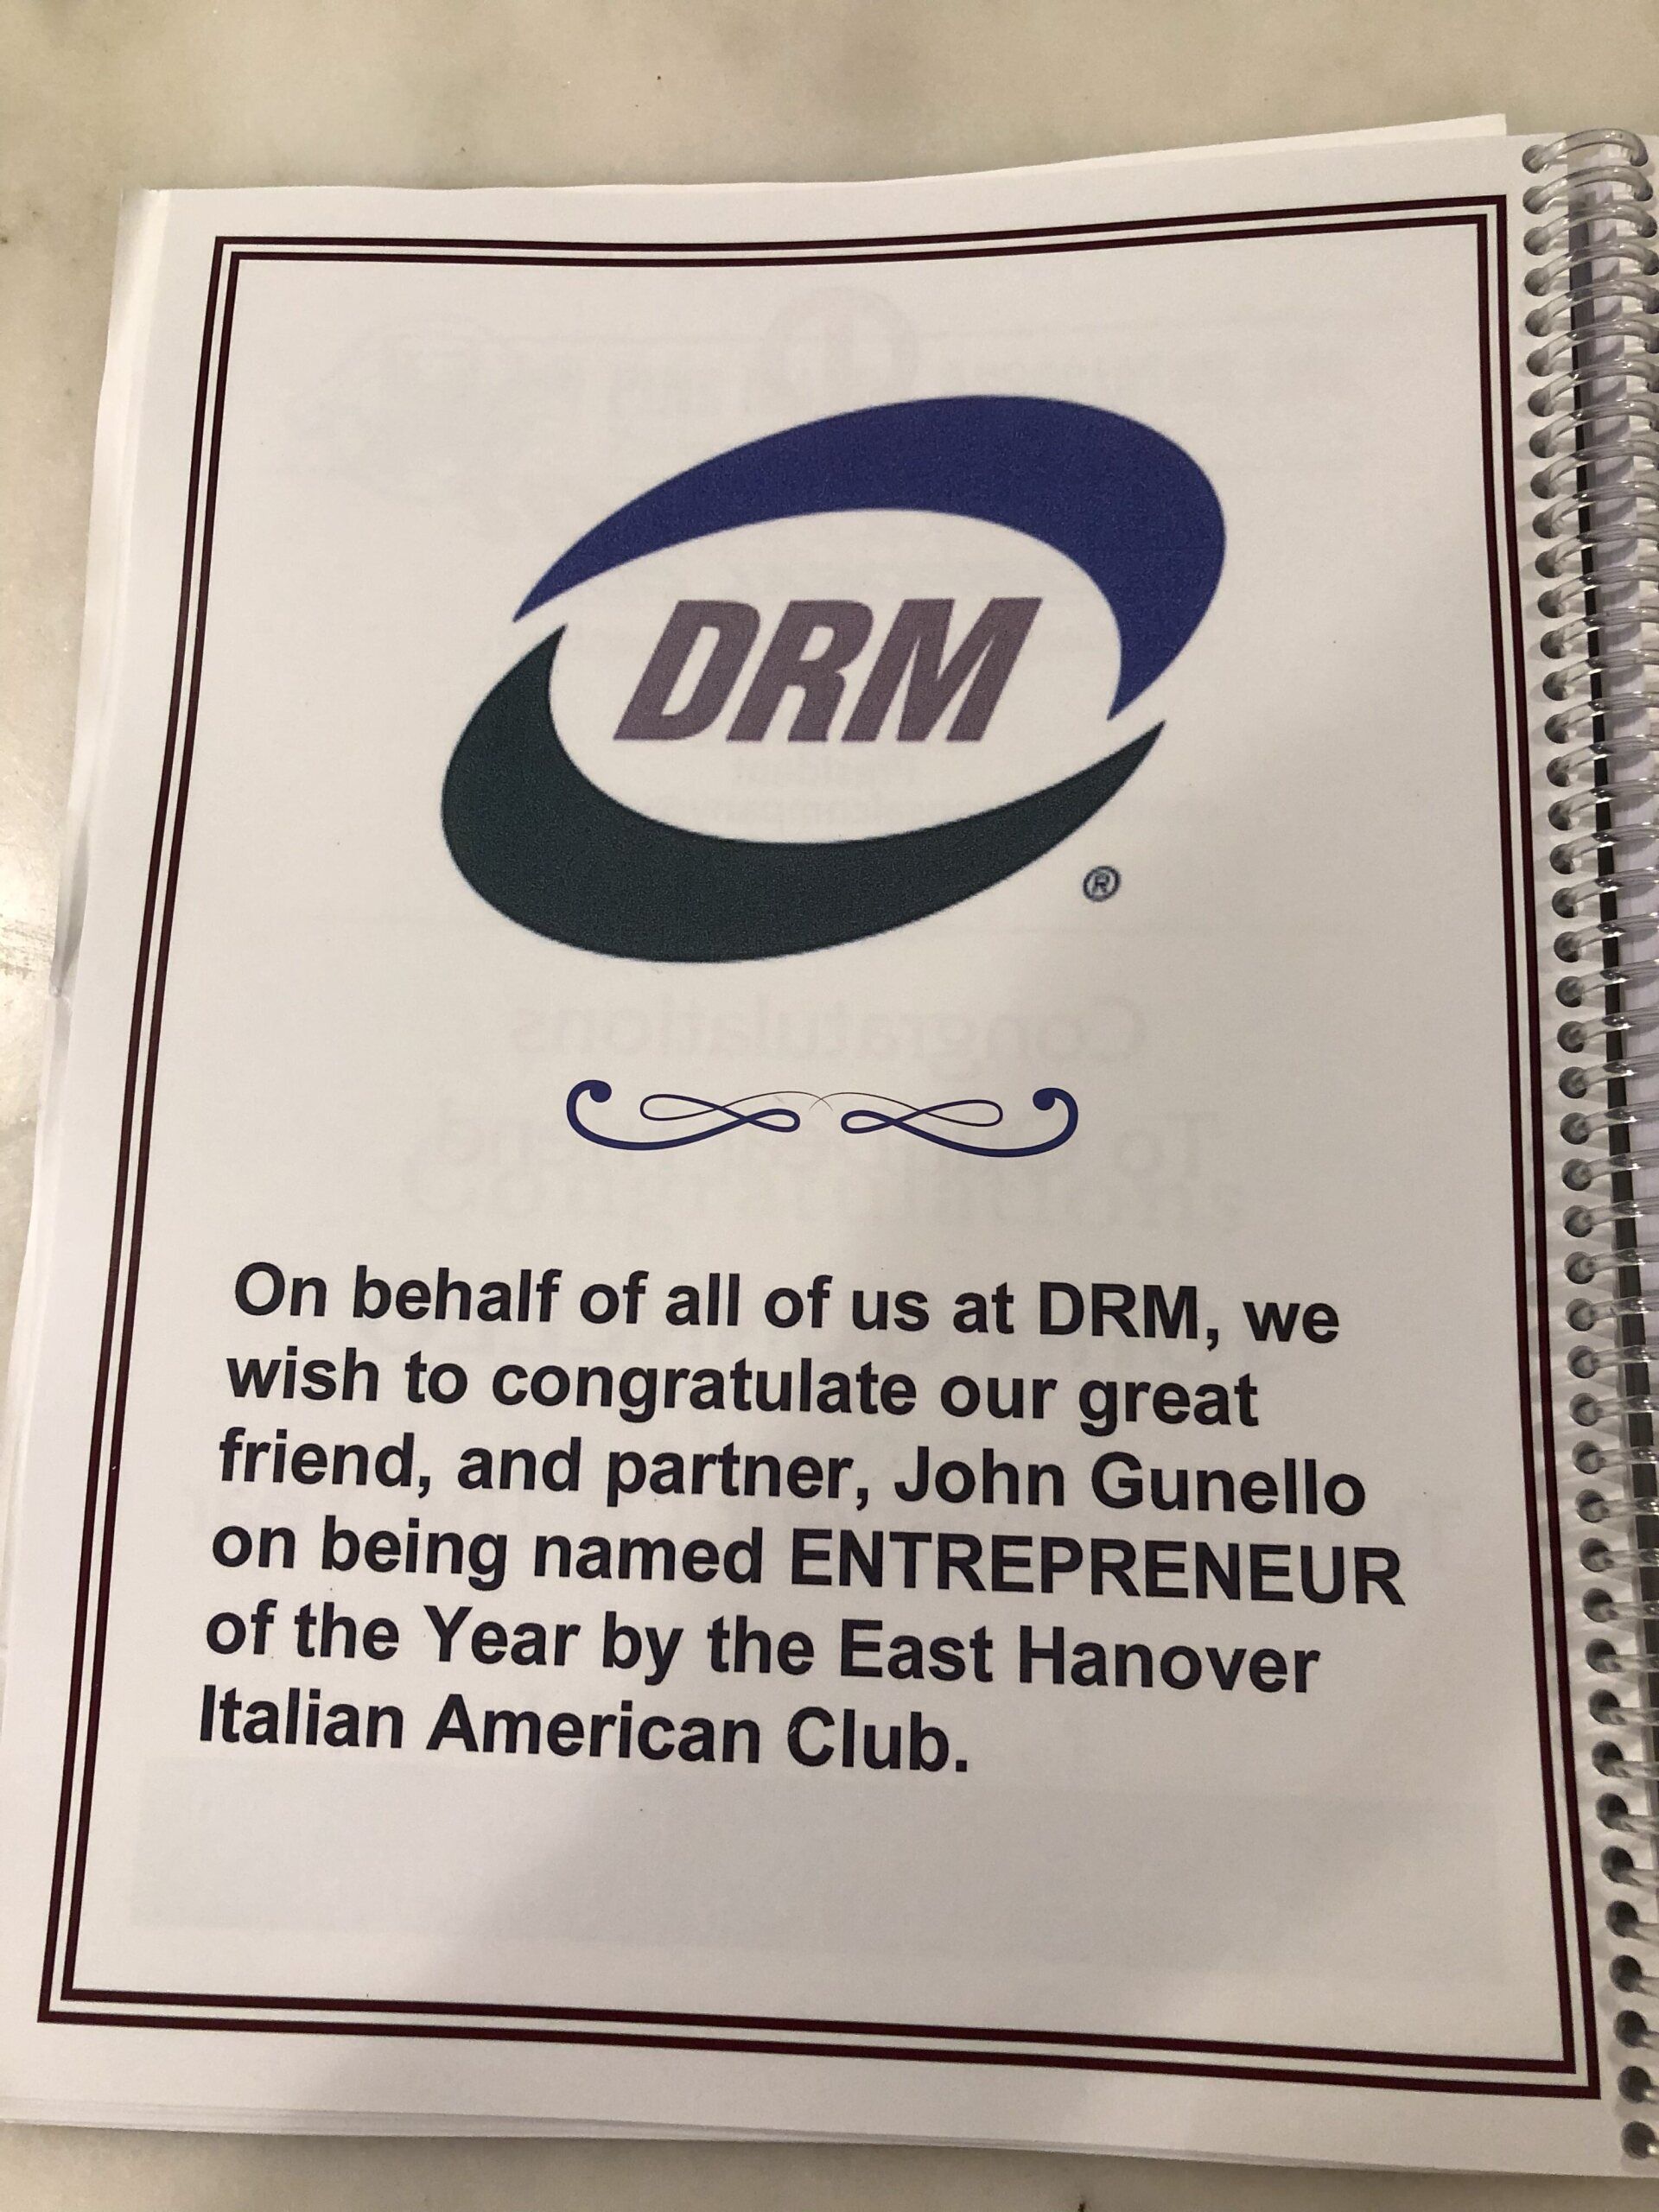 DRM
®
On behalf of all of us at DRM, we
wish to congratulate our great
friend, and partner, John Gunello
on being named ENTREPRENEUR
of the Year by the East Hanover
Italian American Club.